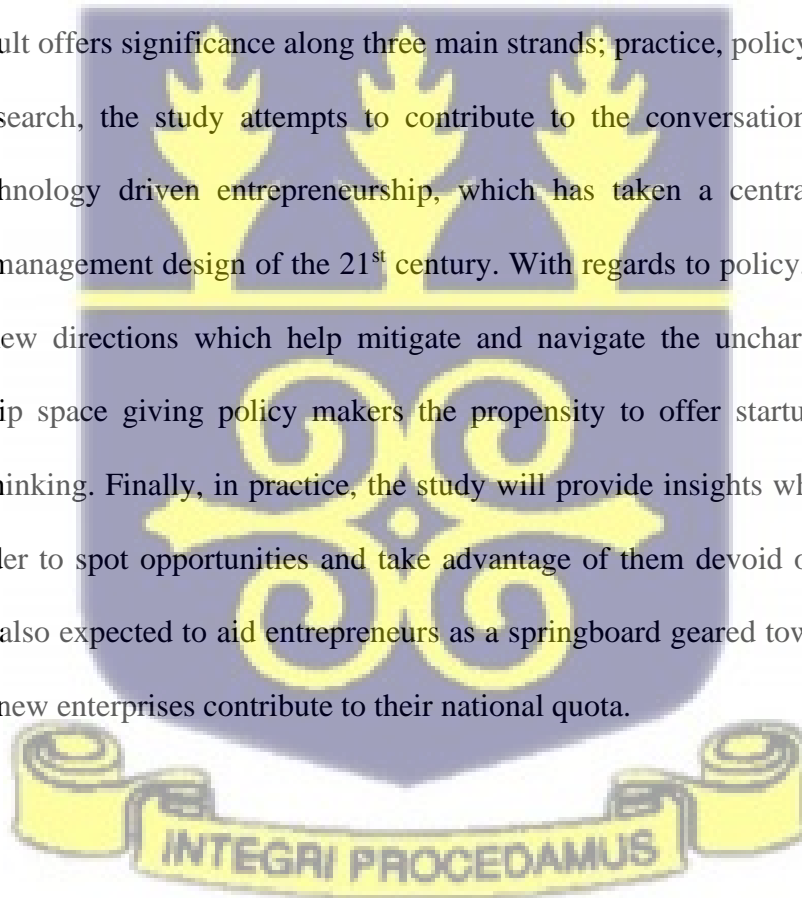 ult offers significance along three main strands; practice, policy
search, the study attempts to contribute to the conversation
hnology driven entrepreneurship, which has taken a centra
management design of the 21st century. With regards to policy
ew directions which help mitigate and navigate the unchar
ip space giving policy makers the propensity to offer startu
hinking. Finally, in practice, the study will provide insights wh
ler to spot opportunities and take advantage of them devoid o
also expected to aid entrepreneurs as a springboard geared tow
new enterprises contribute to their national quota.
INTEGRI PROCEDAMUS